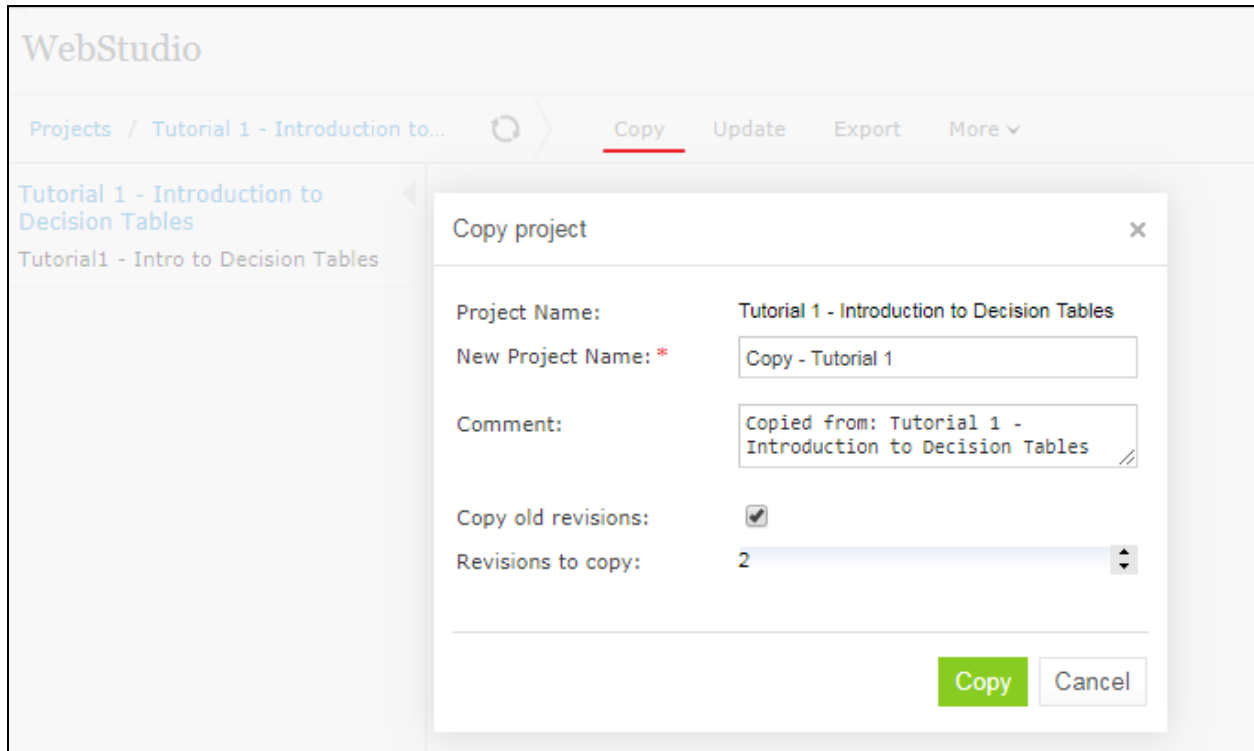 WebStudio
Projects / Tutorial 1 - Introduction to... Copy Update Export More
Tutorial 1 - Introduction to
Decision Tables
Tutorial1 - Intro to Decision Tables
Copy project
Project Name: Tutorial 1 - Introduction to Decision Tables
New Project Name: * Copy - Tutorial 1
Comment: Copied from: Tutorial 1 -
Introduction to Decision Tables
Copy old revisions:
Revisions to copy: 2
Copy Cancel